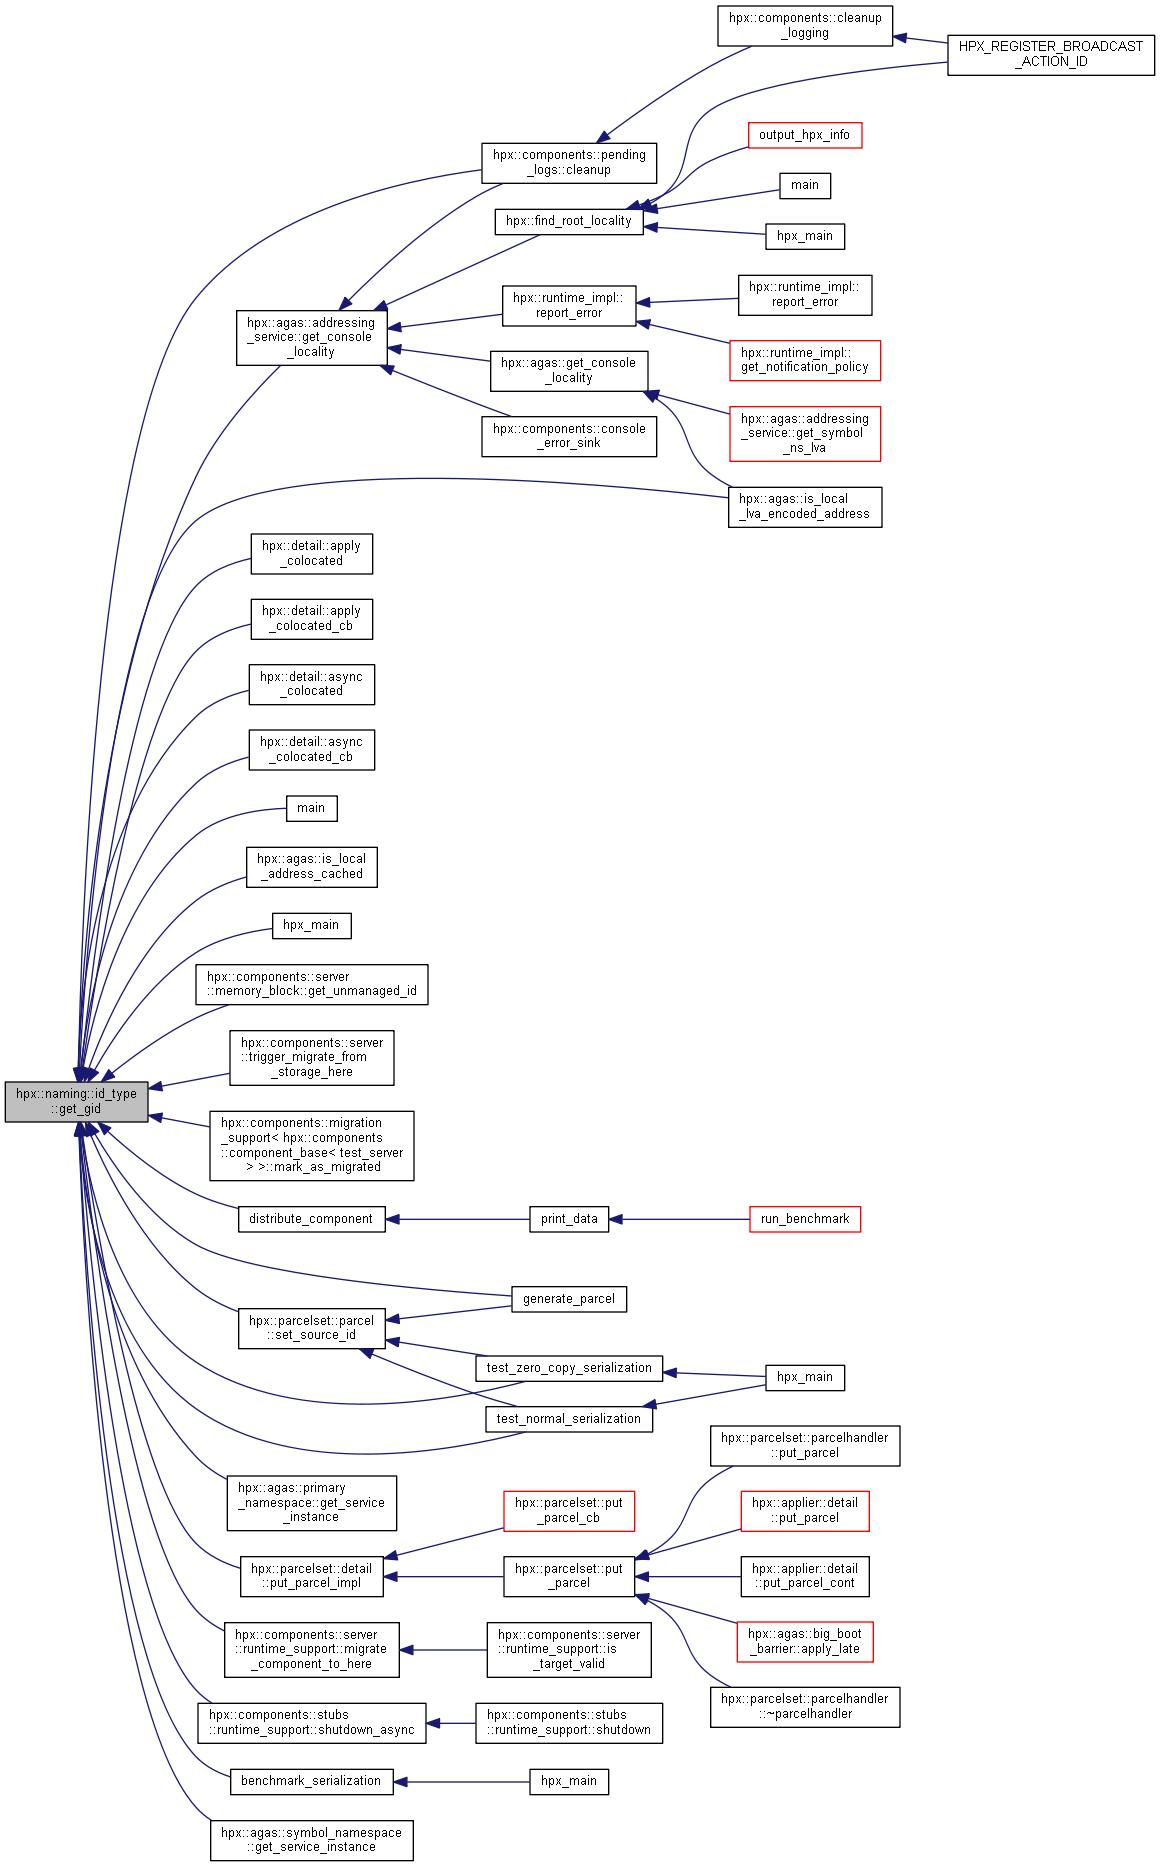 hpx::components::cleanup
_logging
HPX_REGISTER_BROADCAST
_ACTION_ID
output_hpx_info
hpx::components::pending
_logs::cleanup
main
hpx::find_root_locality
hpx_main
hpx::runtime_impl::
report_error
hpx::runtime_impl::
report_error
hpx::agas::addressing
_service::get_console
_locality
hpx::runtime_impl::
get_notification_policy
hpx::agas::get_console
_locality
hpx::agas::addressing
_service::get_symbol
_ns_lva
hpx::components::console
_error_sink
hpx::agas::is_local
_lva_encoded_address
hpx::detail::apply
_colocated
hpx::detail::apply
_colocated_cb
hpx::detail::async
_colocated
hpx::detail::async
_colocated_cb
main
hpx::agas::is_local
_address_cached
hpx_main
hpx::components::server
::memory_block::get_unmanaged_id
hpx::components::server
::trigger_migrate_from
_storage_here
hpx::naming::id_type
::get_gid
hpx::components::migration
_support< hpx::components
::component_base< test_server
> >::mark_as_migrated
distribute_component
print_data
run_benchmark
generate_parcel
hpx::parcelset::parcel
::set_source_id
test_zero_copy_serialization
hpx_main
test_normal_serialization
hpx::parcelset::parcelhandler
::put_parcel
hpx::agas::primary
_namespace::get_service
_instance
hpx::parcelset::put
_parcel_cb
hpx::applier::detail
::put_parcel
hpx::parcelset::detail
::put_parcel_impl
hpx::parcelset::put
_parcel
hpx::applier::detail
::put_parcel_cont
hpx::components::server
::runtime_support::migrate
_component_to_here
hpx::components::server
::runtime_support::is
_target_valid
hpx::agas::big_boot
_barrier::apply_late
hpx::parcelset::parcelhandler
::~parcelhandler
hpx::components::stubs
::runtime_support::shutdown_async
hpx::components::stubs
::runtime_support::shutdown
benchmark_serialization
hpx_main
hpx::agas::symbol_namespace
::get_service_instance